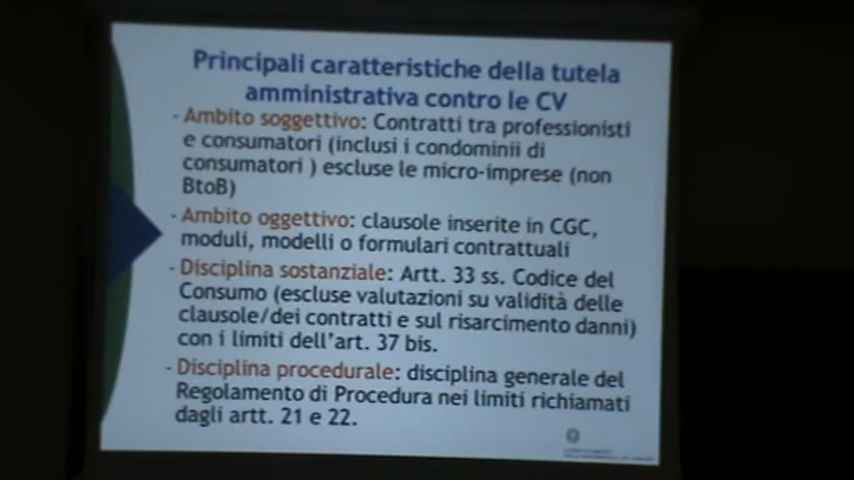 Principali caratteristiche della tutela
amministrativa contro le CV
- Ambito soggettivo: Contratti tra professionisti
e consumatori (inclusi i condominii di
consumatori ) escluse le micro-imprese (non
BtoB)
- Ambito oggettivo: clausole inserite in CGC,
moduli, modelli o formulari contrattuali
- Disciplina sostanziale: Artt. 33 ss. Codice del
Consumo (escluse valutazioni su validità delle
clausole/dei contratti e sul risarcimento danni)
con i limiti dell'art. 37 bis.
- Disciplina procedurale: disciplina generale del
Regolamento di Procedura nei limiti richiamati
dagli artt. 21 e 22.